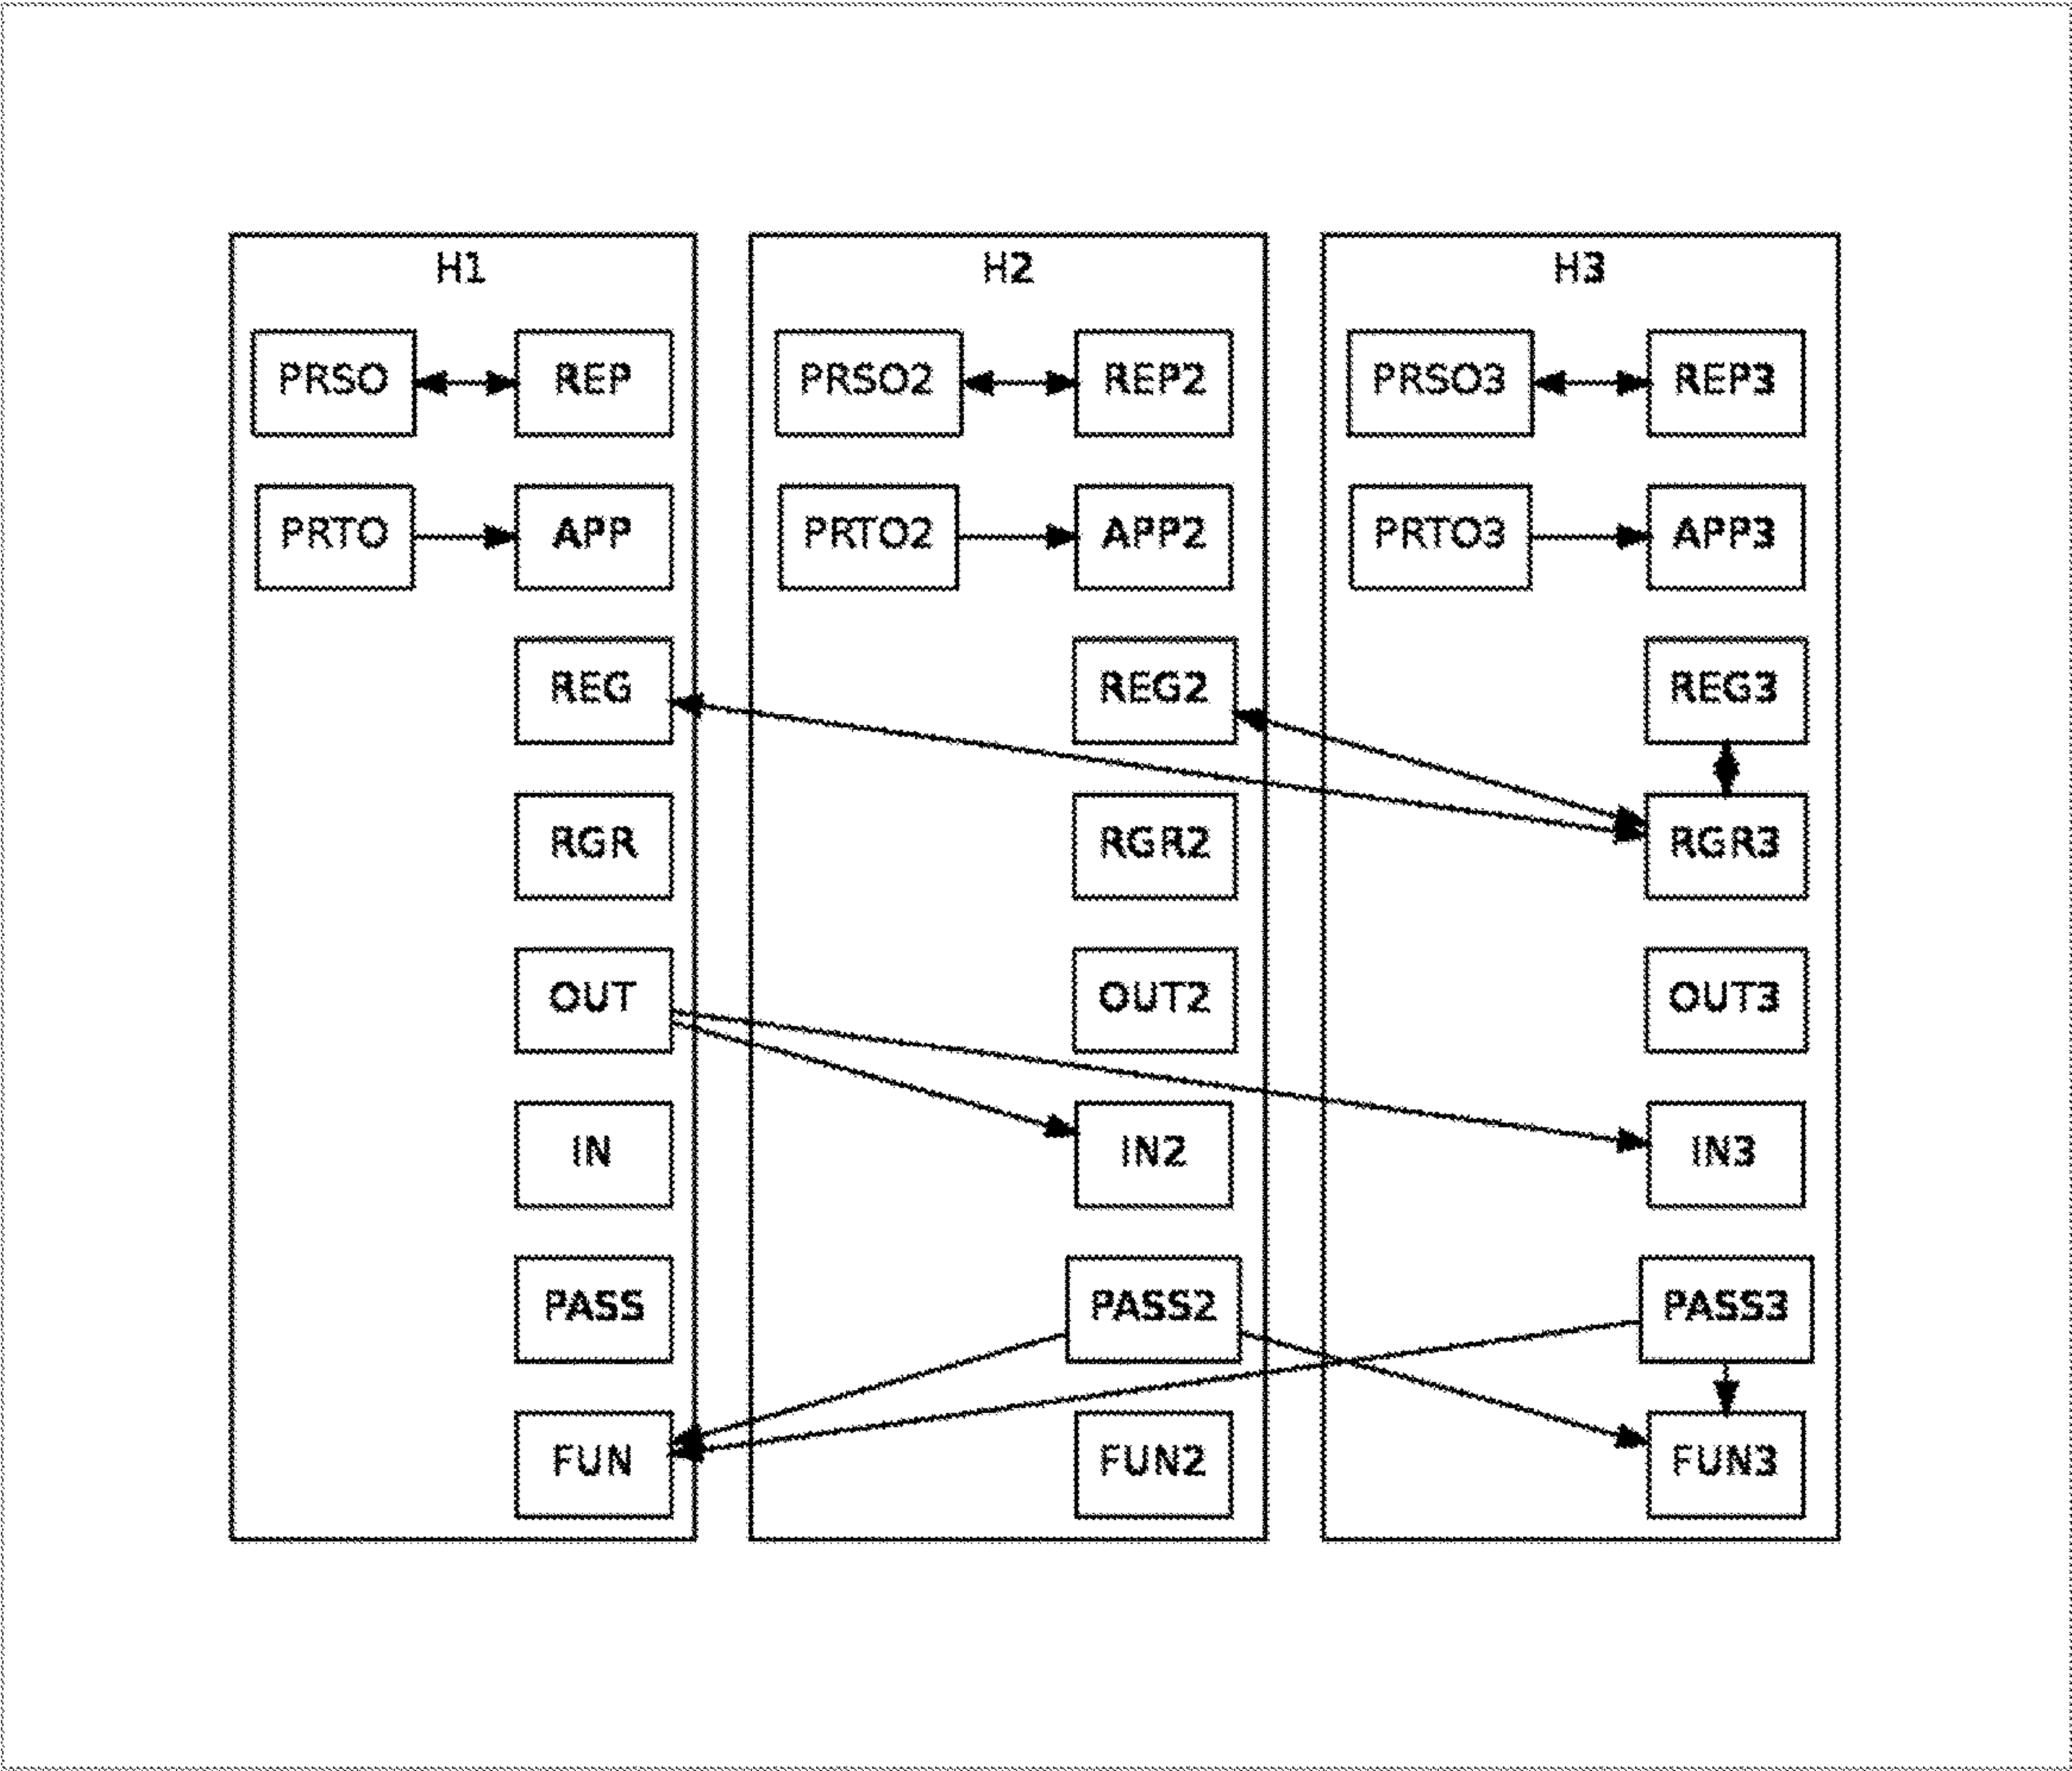 H1
H2
H3
PRSO
REP
PRSO2
REP2
PRSO3
REP3
PRTO
APP
PRTO2
APP2
PRTO3
APP3
REG
REG2
REG3
RGR
RGR2
RGR3
OUT
OUT2
OUT3
IN
IN2
IN3
PASS
PASS2
PASS3
FUN
FUN2
FUN3